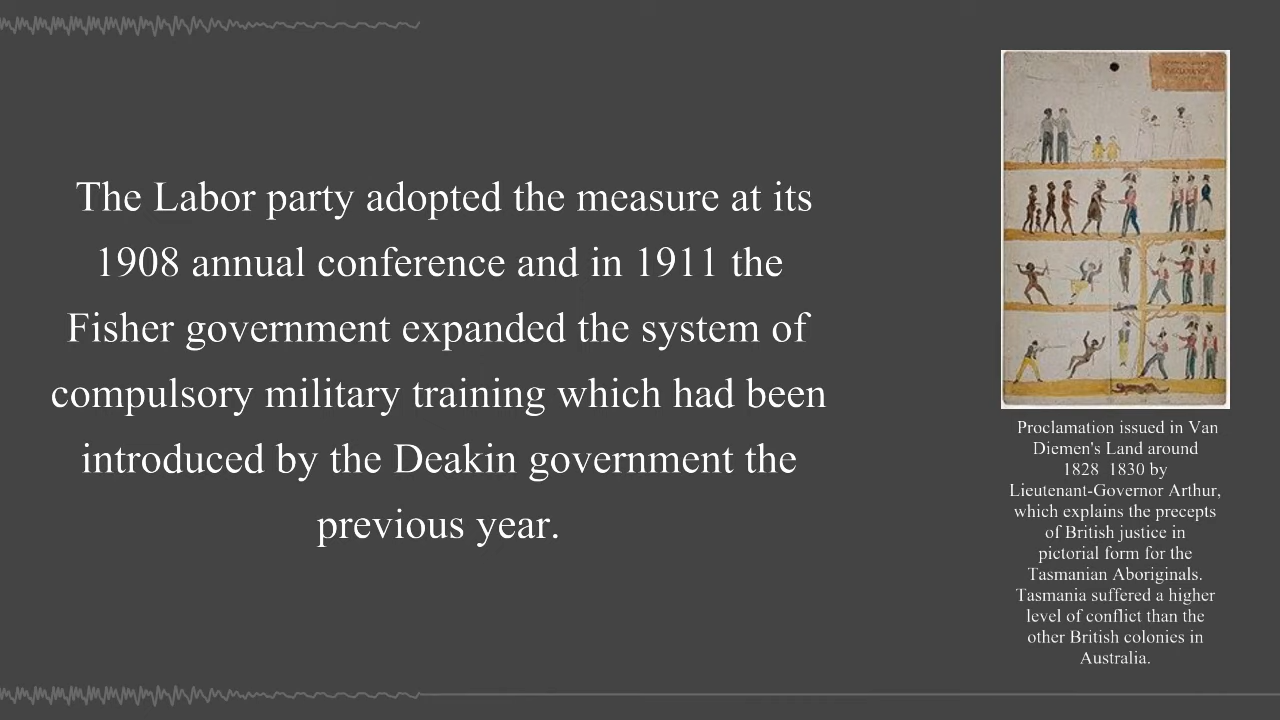 The Labor party adopted the measure at its
1908 annual conference and in 1911 the
Fisher government expanded the system of
compulsory military training which had been
introduced by the Deakin government the
previous year.
Proclamation issued in Van
Diemen's Land around
1828 1830 by
Lieutenant-Governor Arthur,
which explains the precepts
of British justice in
pictorial form for the
Tasmanian Aboriginals.
Tasmania suffered a higher
level of conflict than the
other British colonies in
Australia.